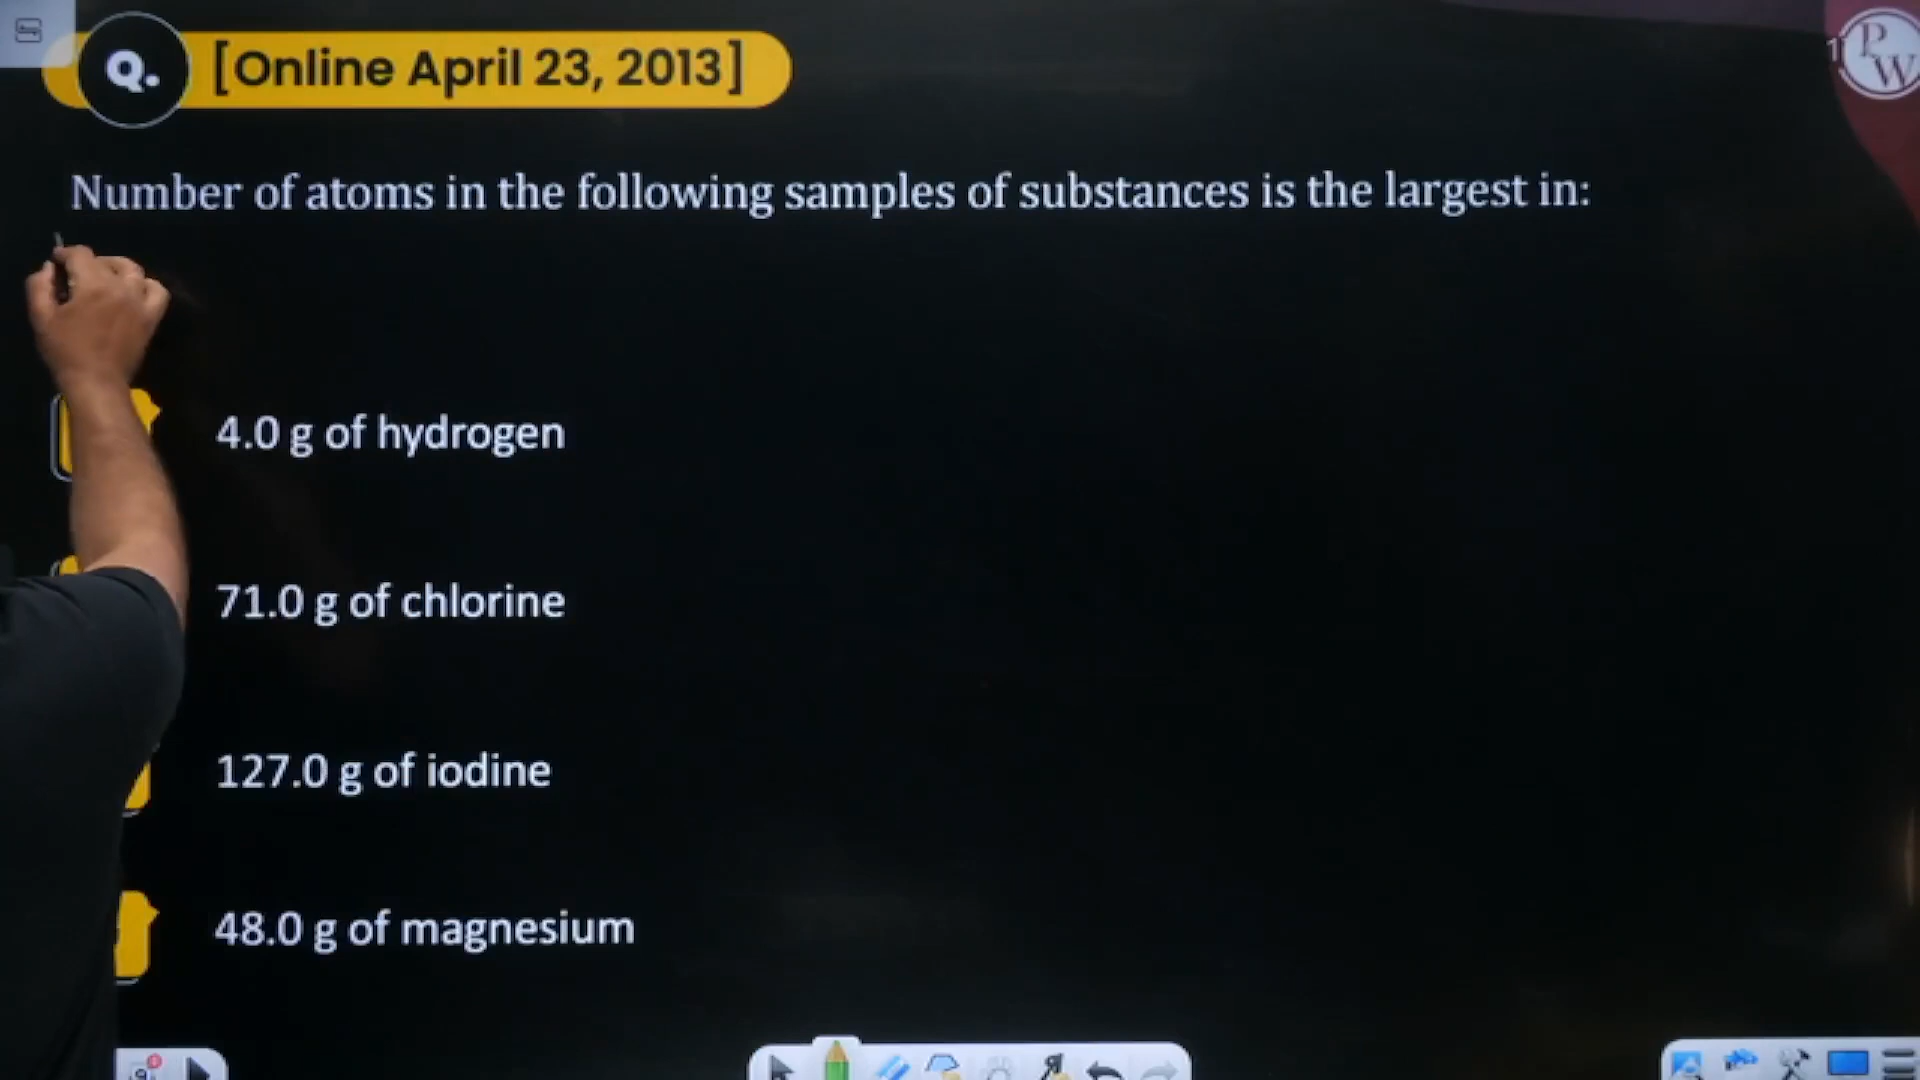 Q. [Online April 23, 2013]
PW
Number of atoms in the following samples of substances is the largest in:
4.0 g of hydrogen
71.0 g of chlorine
127.0 g of iodine
48.0 g of magnesium